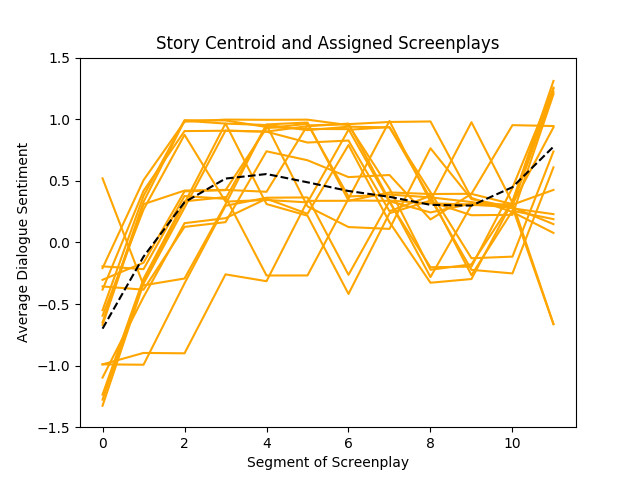 Story Centroid and Assigned Screenplays
1.5
1.0
0.5
0.0
−0.5
−1.0
−1.5
Average Dialogue Sentiment
0 2 4 6 8 10
Segment of Screenplay